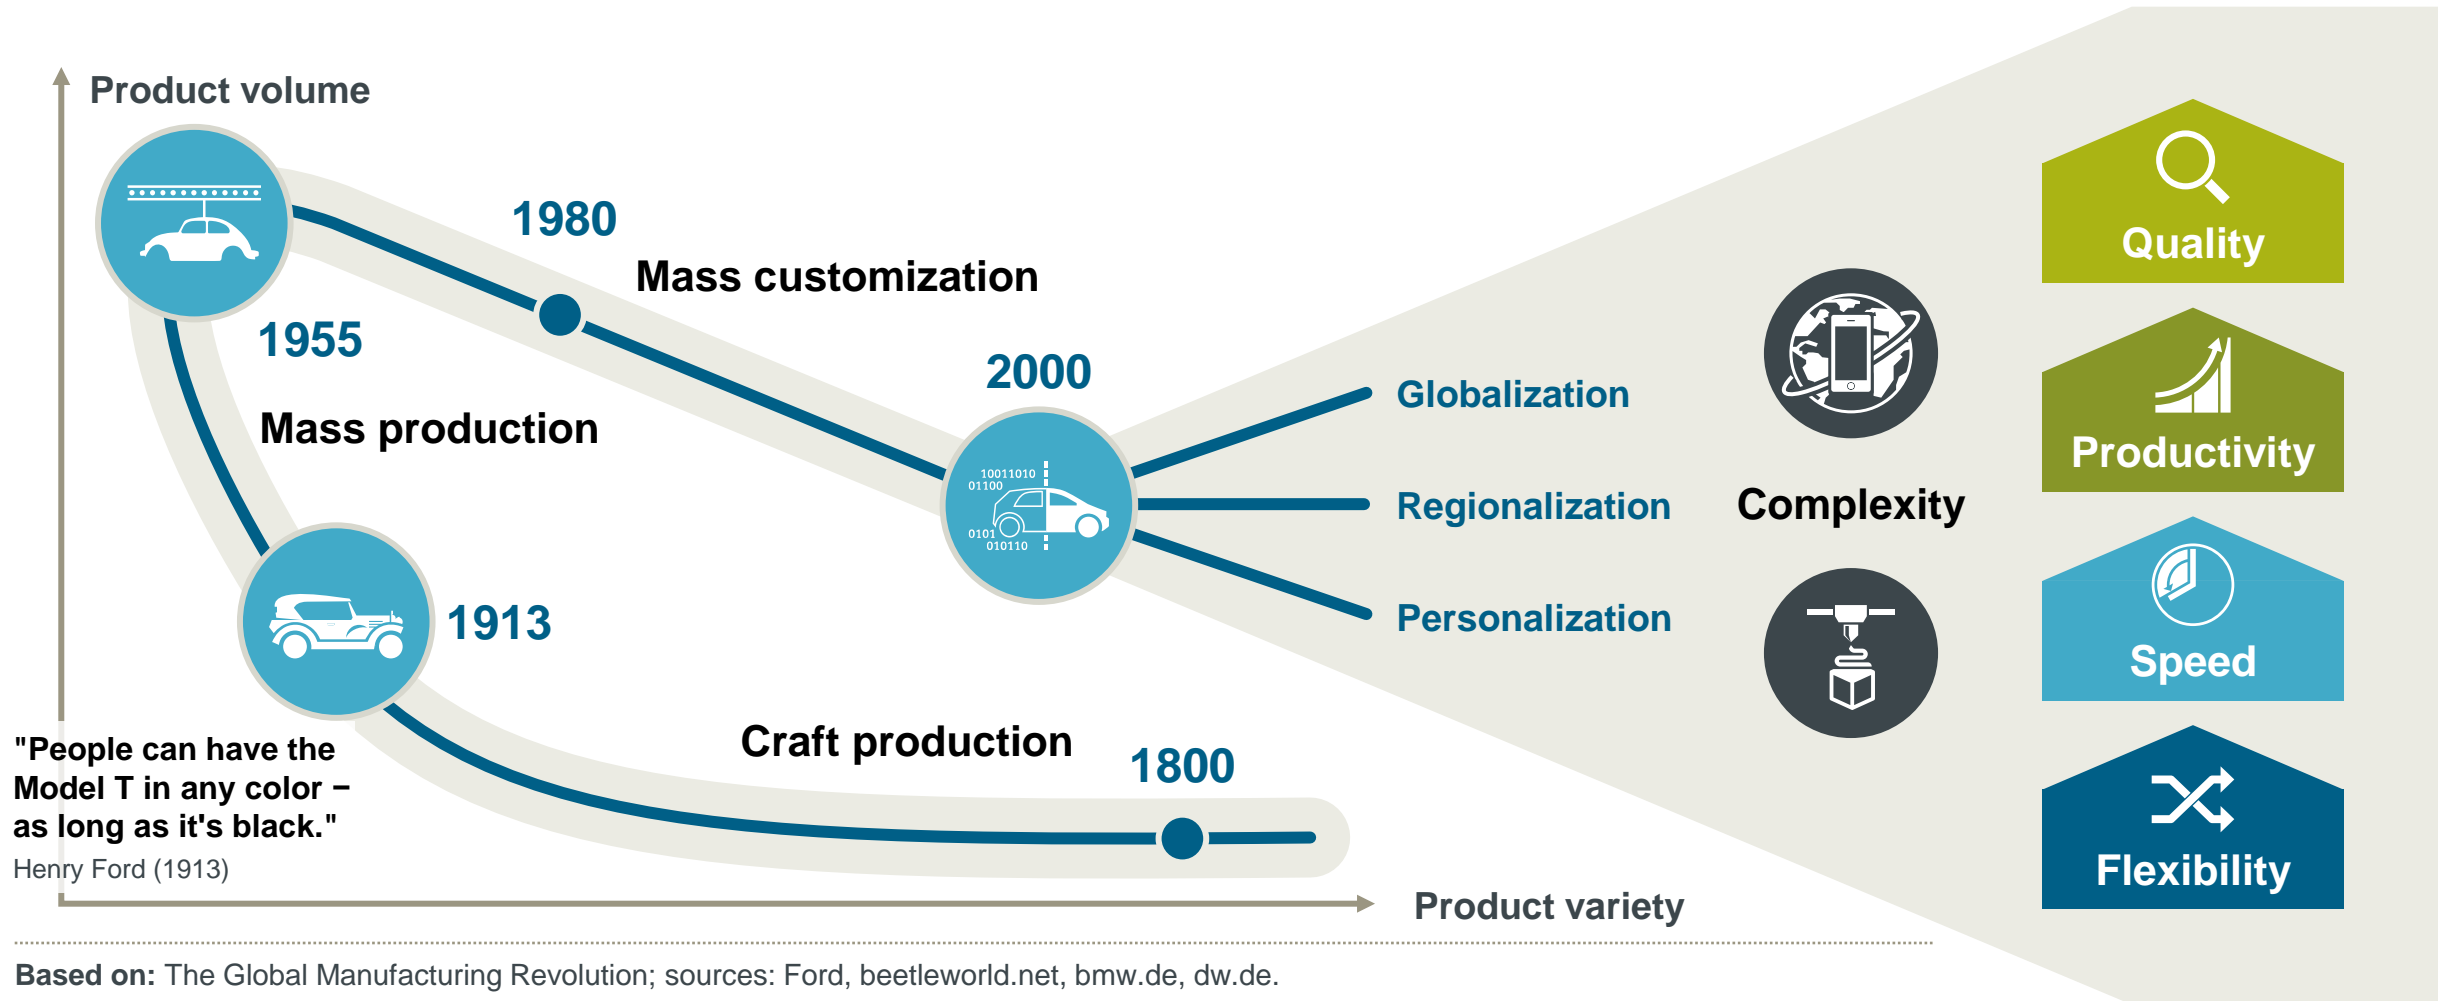 Product volume
1980
Mass customization
1955
2000
Mass production
10011010
01100
0101
010110
1913
"People can have the
Model T in any color –
as long as it's black."
Henry Ford (1913)
Craft production
1800
Product variety
Globalization
Regionalization
Personalization
Complexity
Quality
Productivity
Speed
Flexibility
Based on: The Global Manufacturing Revolution; sources: Ford, beetleworld.net, bmw.de, dw.de.